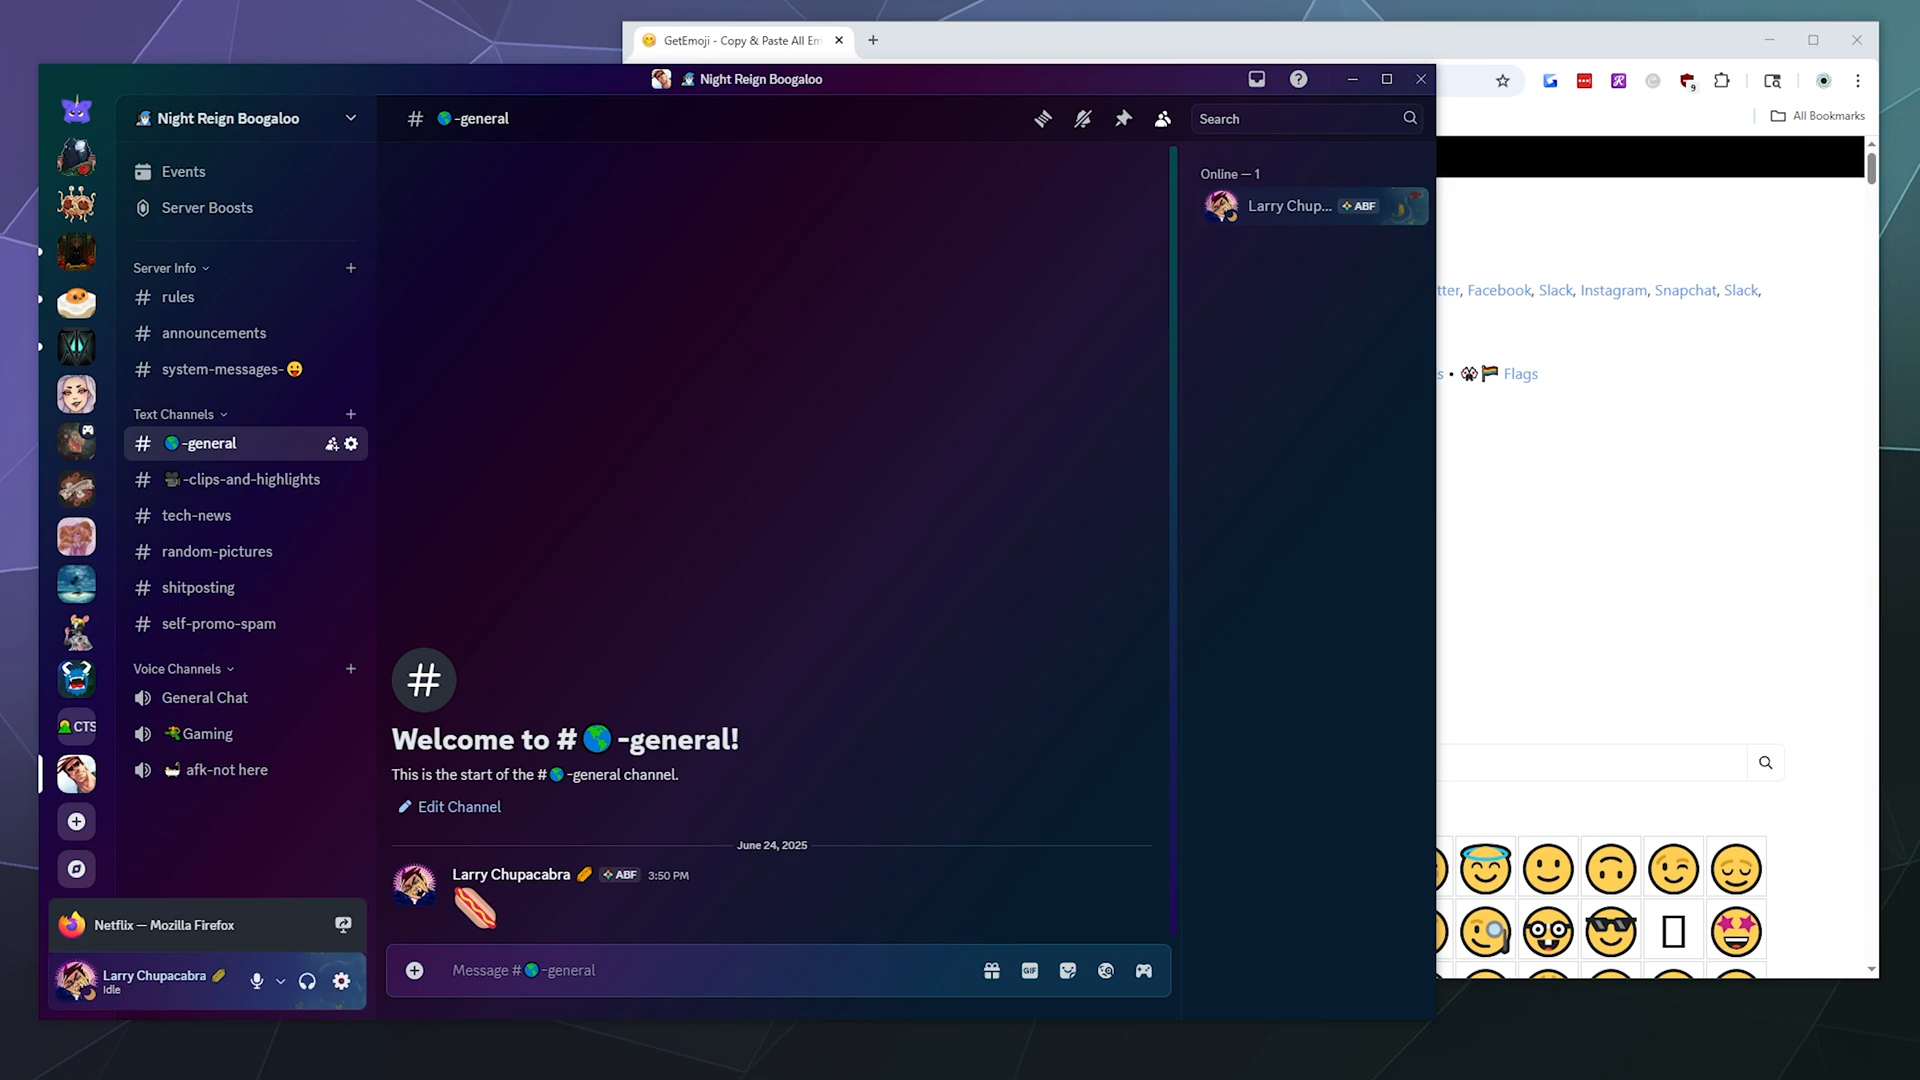 GetEmoji - Copy & Paste All Em
Night Reign Boogaloo
All Bookmarks
9
Night Reign Boogaloo
🌎-general
Search
Events
Server Boosts
Online — 1
Larry Chup...
ABF
Server Info
rules
announcements
system-messages-😛
Text Channels
🌎-general
🎥-clips-and-highlights
tech-news
random-pictures
shitposting
self-promo-spam
Voice Channels
General Chat
🔫Gaming
🛀 afk-not here
CTS
Netflix — Mozilla Firefox
Larry Chupacabra
Idle
Welcome to #🌎-general!
This is the start of the #🌎-general channel.
Edit Channel
June 24, 2025
Larry Chupacabra ABF 3:50 PM
🌭
Message #🌎-general
GIF
tter, Facebook, Slack, Instagram, Snapchat, Slack,
s • 🎌🏴 Flags